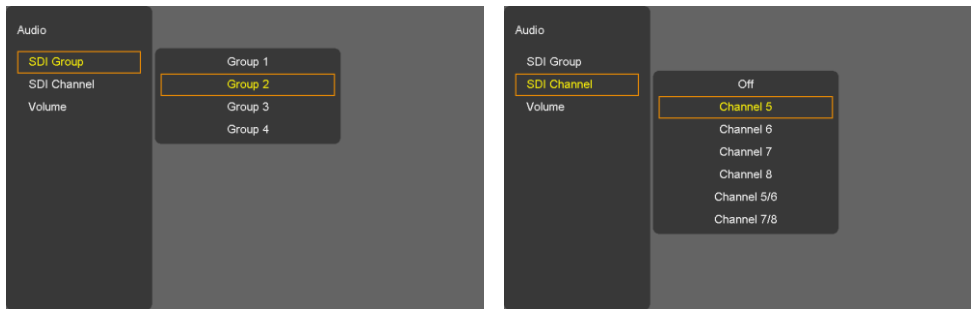 Audio
SDI Group
SDI Channel
Volume
Group 1
Group 2
Group 3
Group 4
Audio
SDI Group
SDI Channel
Volume
Off
Channel 5
Channel 6
Channel 7
Channel 8
Channel 5/6
Channel 7/8